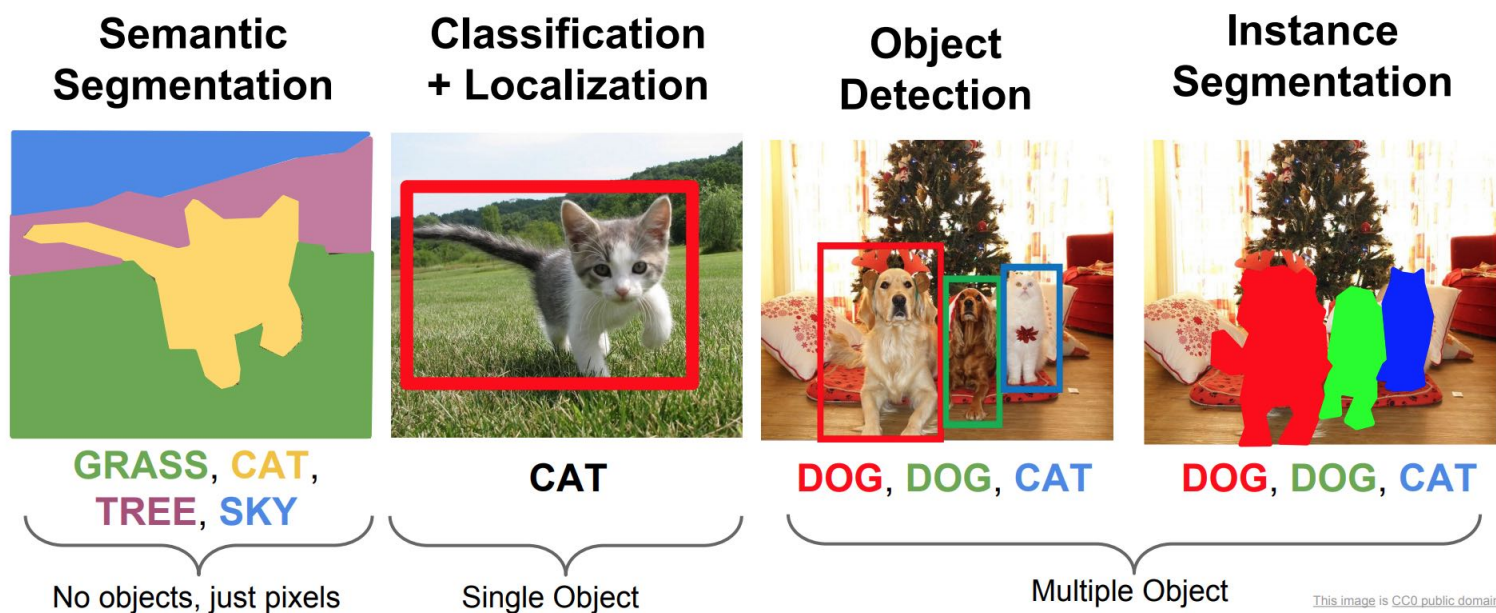 Semantic
Segmentation
Classification
+ Localization
Object
Detection
Instance
Segmentation
GRASS, CAT,
TREE, SKY
CAT
DOG, DOG, CAT
DOG, DOG, CAT
No objects, just pixels
Single Object
Multiple Object
This image is CC0 public domain